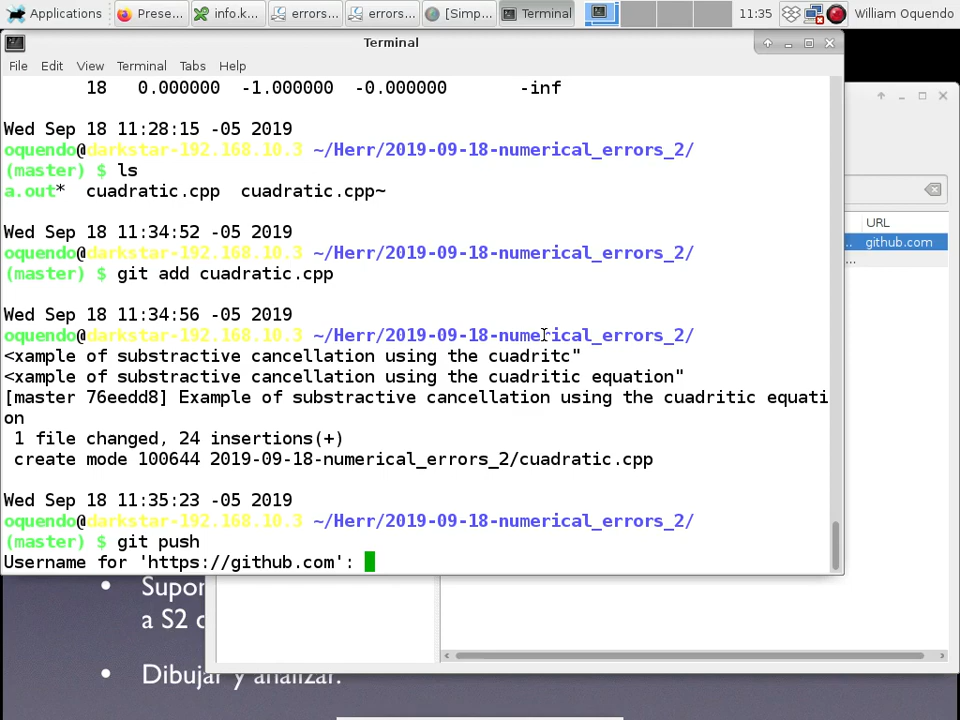 Applications Prese... info.k... errors... errors... [Simp... Terminal 11:35 William Oquendo
Terminal
File Edit View Terminal Tabs Help
18 0.000000 -1.000000 -0.000000 -inf
Wed Sep 18 11:28:15 -05 2019
oquendo@darkstar-192.168.10.3 ~/Herr/2019-09-18-numerical_errors_2/
(master) $ ls
a.out* cuadratic.cpp cuadratic.cpp~
Wed Sep 18 11:34:52 -05 2019
oquendo@darkstar-192.168.10.3 ~/Herr/2019-09-18-numerical_errors_2/
(master) $ git add cuadratic.cpp
Wed Sep 18 11:34:56 -05 2019
oquendo@darkstar-192.168.10.3 ~/Herr/2019-09-18-numerical_errors_2/
<xample of substractive cancellation using the cuadritc"
<xample of substractive cancellation using the cuadritic equation"
[master 76eedd8] Example of substractive cancellation using the cuadritic equati
on
1 file changed, 24 insertions(+)
create mode 100644 2019-09-18-numerical_errors_2/cuadratic.cpp
Wed Sep 18 11:35:23 -05 2019
oquendo@darkstar-192.168.10.3 ~/Herr/2019-09-18-numerical_errors_2/
(master) $ git push
Username for 'https://github.com':
URL
... github.com
...
• Supor
a S2
• Dibujar y analizar.